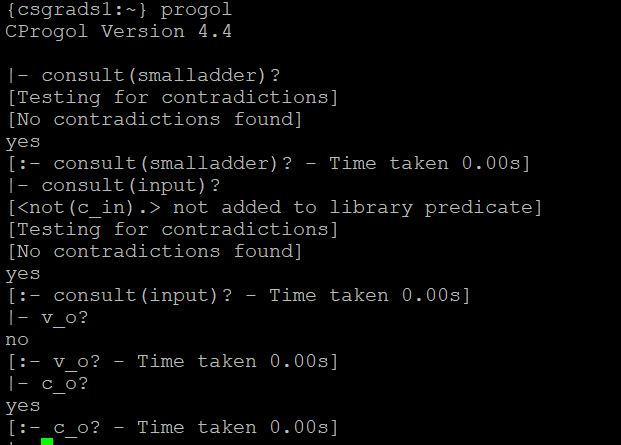 {csgrads1:~} progol
CProgol Version 4.4
|- consult(smalladder)?
[Testing for contradictions]
[No contradictions found]
yes
[:- consult(smalladder)? - Time taken 0.00s]
|- consult(input)?
[<not(c_in).> not added to library predicate]
[Testing for contradictions]
[No contradictions found]
yes
[:- consult(input)? - Time taken 0.00s]
|- v_o?
no
[:- v_o? - Time taken 0.00s]
|- c_o?
yes
[:- c_o? - Time taken 0.00s]